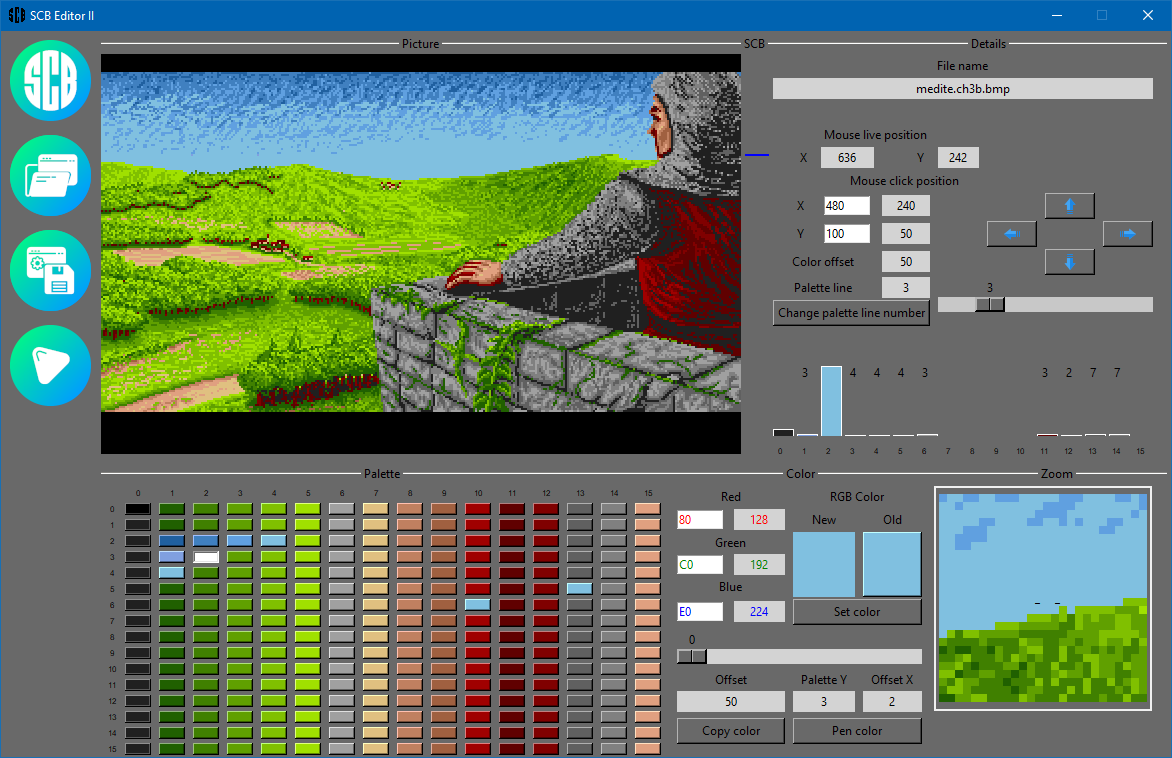 SCB Editor II
Picture
SCB
Details
SCB
File name
medite.ch3b.bmp
Mouse live position
X 636 Y 242
Mouse click position
X 480 240
Y 100 50
Color offset 50
Palette line 3 3
Change palette line number
3 4 4 4 3 3 2 7 7
0 1 2 3 4 5 6 7 8 9 10 11 12 13 14 15
Palette
Color
Zoom
0 1 2 3 4 5 6 7 8 9 10 11 12 13 14 15
0
1
2
3
4
5
6
7
8
9
10
11
12
13
14
15
Red
80 128
Green
C0 192
Blue
E0 224
0
RGB Color
New Old
Set color
Offset Palette Y Offset X
50 3 2
Copy color
Pen color